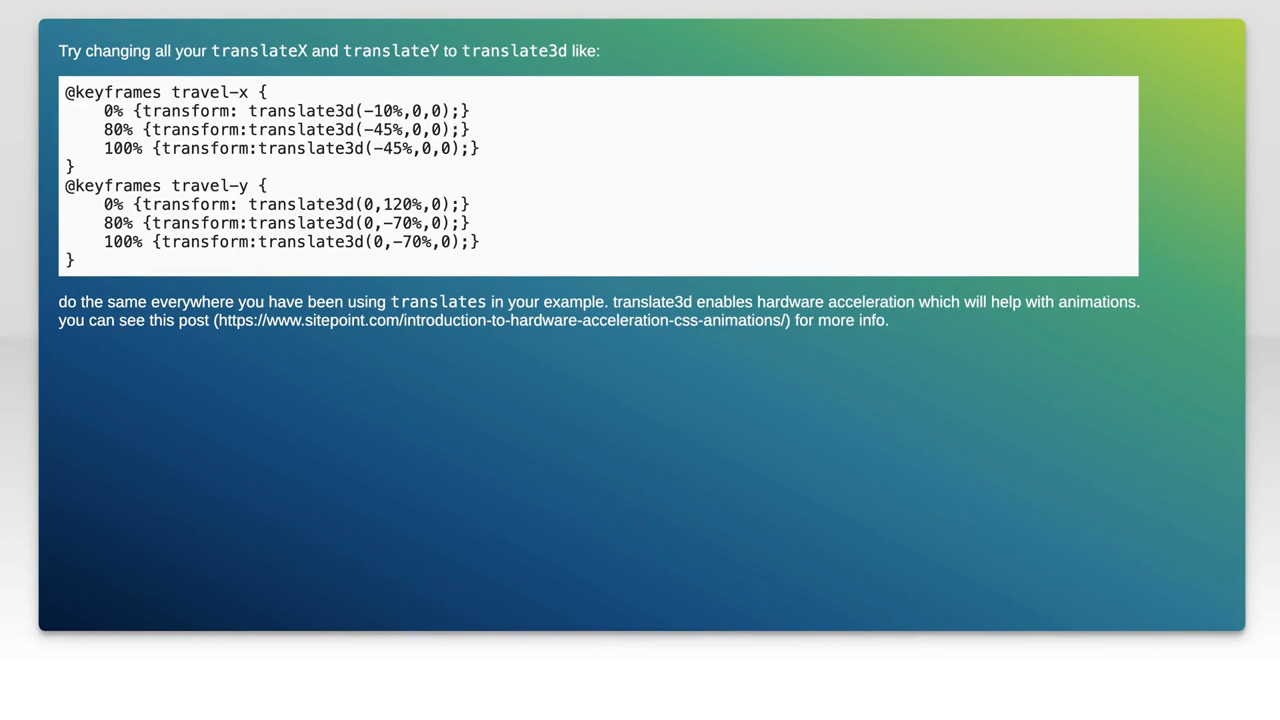 Try changing all your translateX and translateY to translate3d like:
@keyframes travel-x {
    0% {transform: translate3d(-10%,0,0);}
    80% {transform:translate3d(-45%,0,0);}
    100% {transform:translate3d(-45%,0,0);}
}
@keyframes travel-y {
    0% {transform: translate3d(0,120%,0);}
    80% {transform:translate3d(0,-70%,0);}
    100% {transform:translate3d(0,-70%,0);}
}
do the same everywhere you have been using translates in your example. translate3d enables hardware acceleration which will help with animations.
you can see this post (https://www.sitepoint.com/introduction-to-hardware-acceleration-css-animations/) for more info.